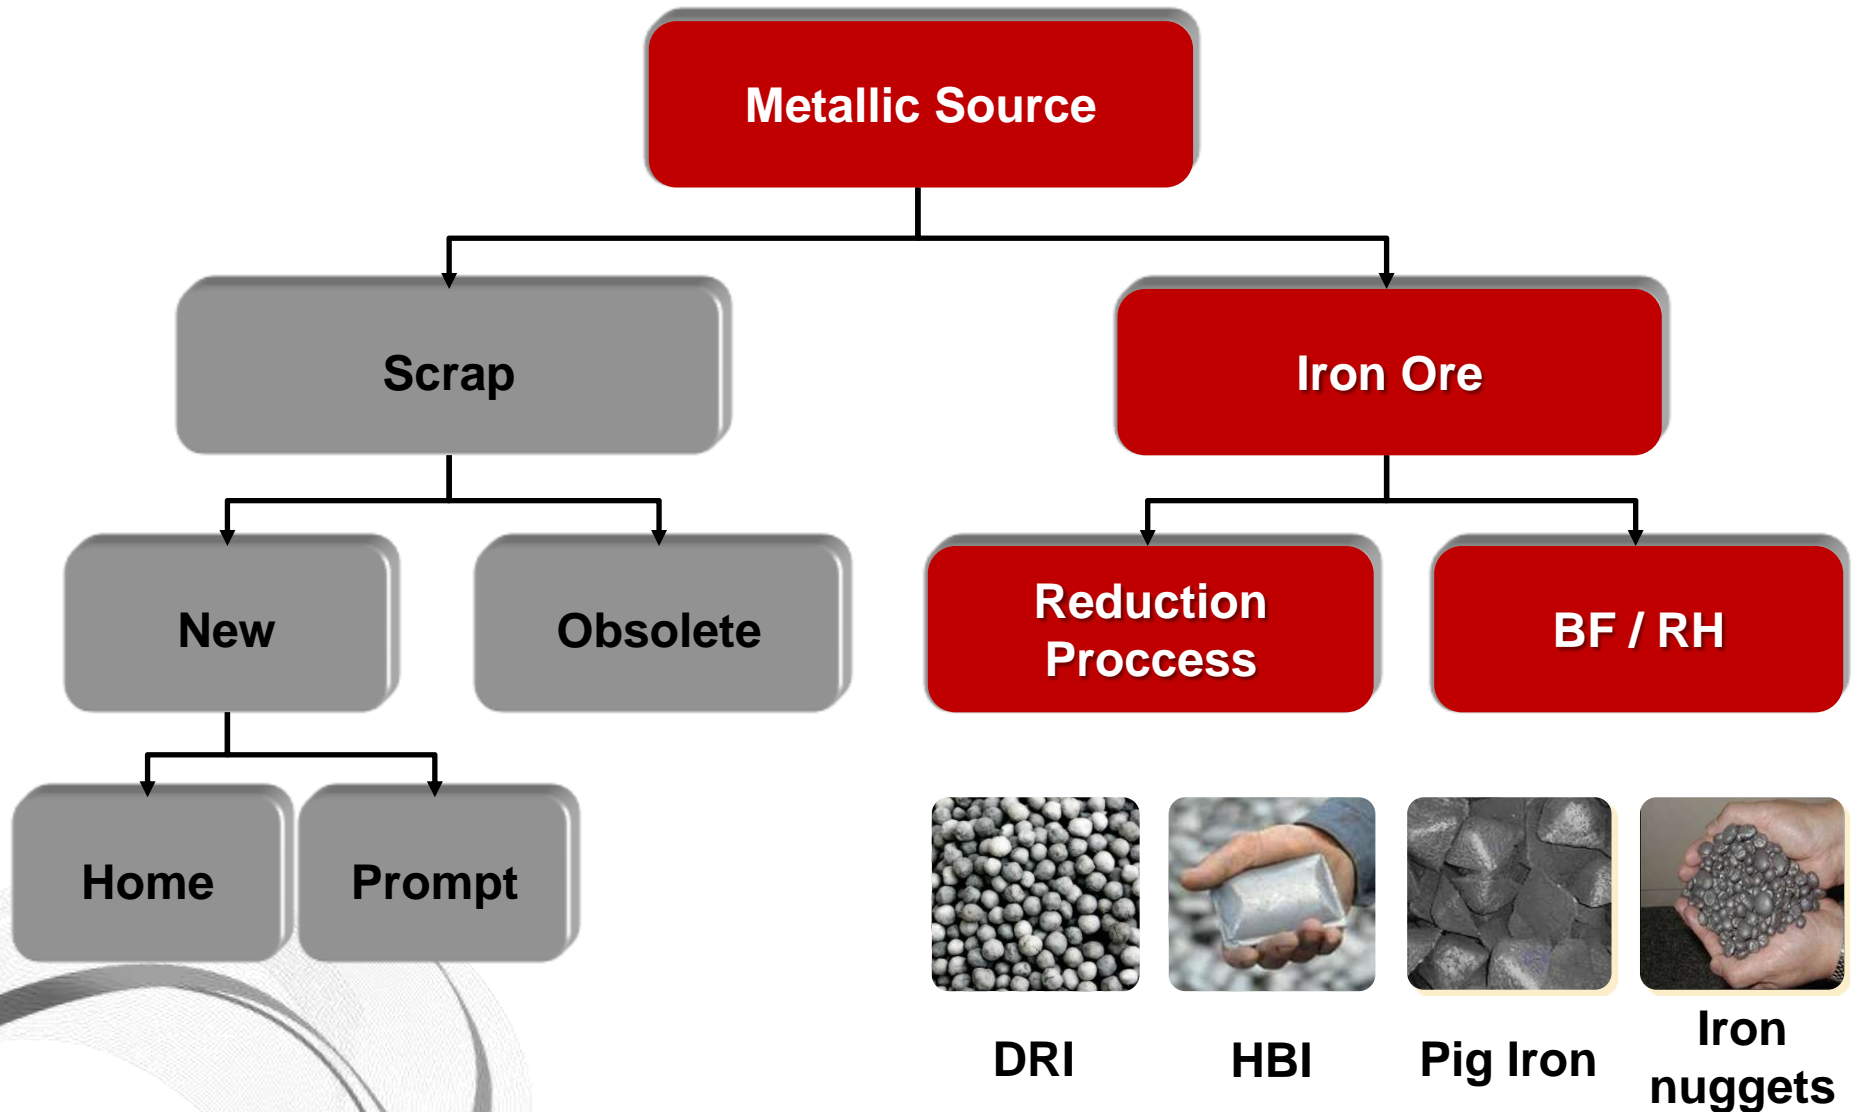 Metallic Source
Scrap
Iron Ore
New
Obsolete
Reduction
Proccess
BF / RH
Home
Prompt
DRI
HBI
Pig Iron
Iron
nuggets